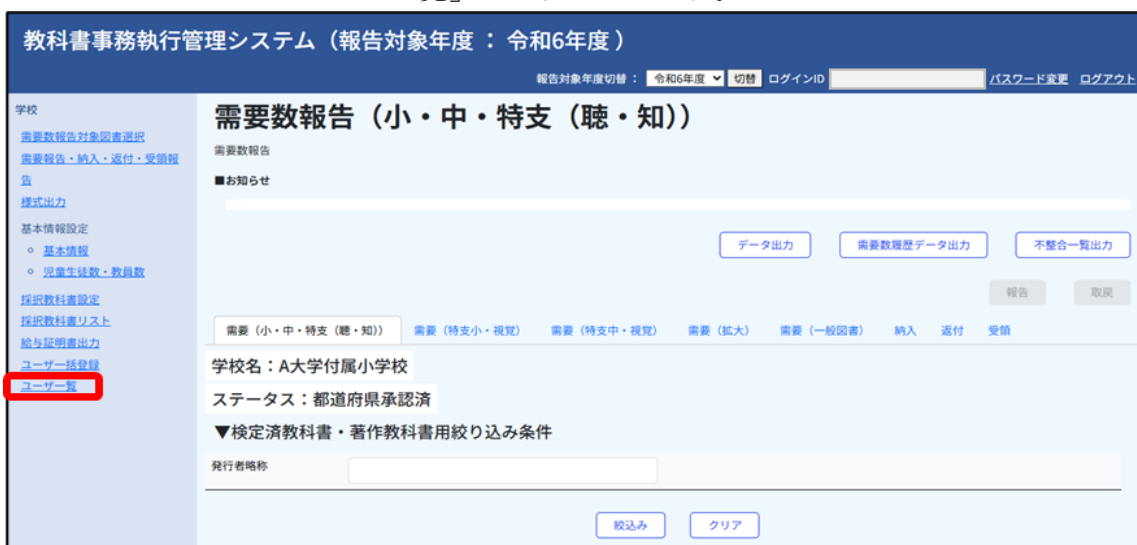 教科書事務執行管理システム（報告対象年度 ： 令和6年度 ）
報告対象年度切替 ： 令和6年度 切替 ログインID パスワード変更 ログアウト
学校
需要数報告対象図書選択
需要報告・納入・返付・受領報
告
様式出力
基本情報設定
基本情報
児童生徒数・教員数
採択教科書設定
採択教科書リスト
給与証明書出力
ユーザ一括登録
ユーザ一覧
需要数報告（小・中・特支（聴・知））
需要数報告
■お知らせ
データ出力 需要数履歴データ出力 不整合一覧出力
報告 取戻
需要（小・中・特支（聴・知）） 需要（特支小・視覚） 需要（特支中・視覚） 需要（拡大） 需要（一般図書） 納入 返付 受領
学校名：A大学付属小学校
ステータス：都道府県承認済
▼検定済教科書・著作教科書用絞り込み条件
発行者略称
絞込み クリア